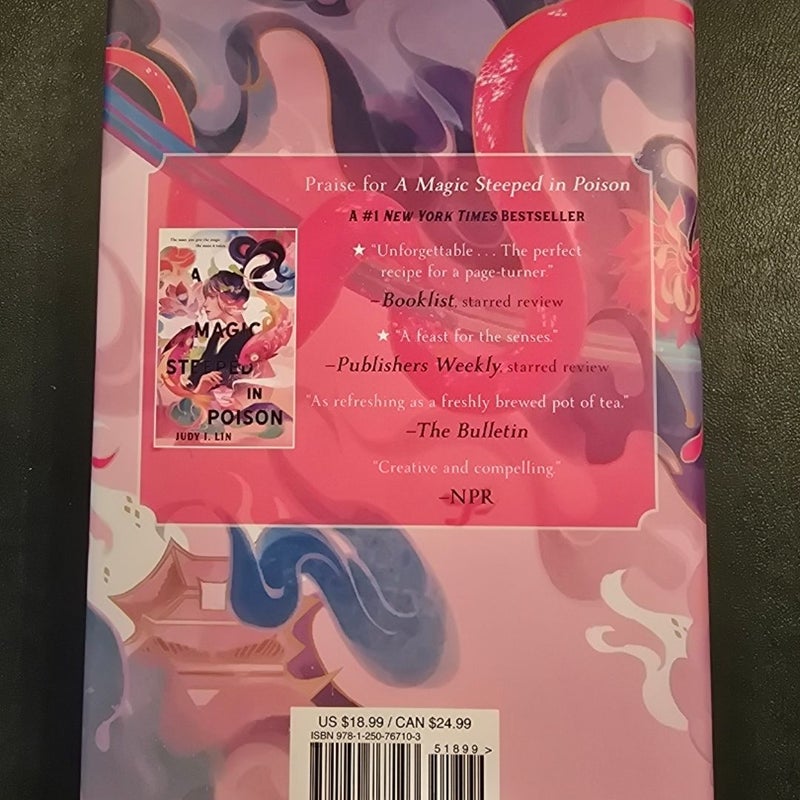 Praise for A Magic Steeped in Poison
A #1 NEW YORK TIMES BESTSELLER
★ "Unforgettable . . . The perfect
recipe for a page-turner."
–Booklist, starred review
★ "A feast for the senses."
–Publishers Weekly, starred review
"As refreshing as a freshly brewed pot of tea."
–The Bulletin
"Creative and compelling."
–NPR
A
MAGIC
STEEPED
IN
POISON
JUDY I. LIN
US $18.99 / CAN $24.99
ISBN 978-1-250-76710-3
51899 >